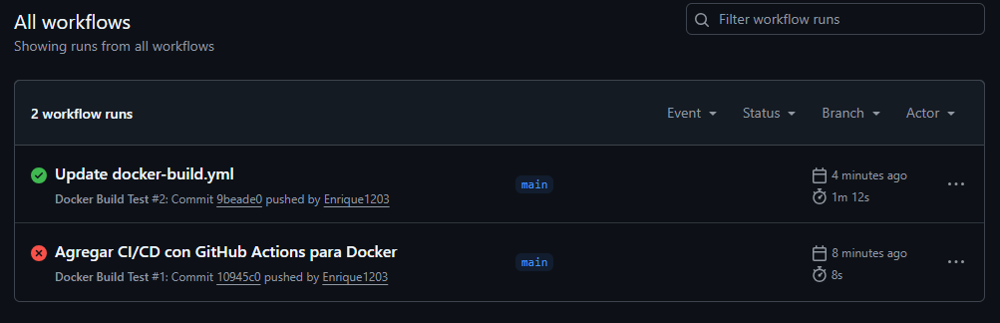 All workflows
Filter workflow runs
Showing runs from all workflows
2 workflow runs
Event Status Branch Actor
Update docker-build.yml
main
4 minutes ago
Docker Build Test #2: Commit 9beade0 pushed by Enrique1203
1m 12s
Agregar CI/CD con GitHub Actions para Docker
main
8 minutes ago
Docker Build Test #1: Commit 10945c0 pushed by Enrique1203
8s